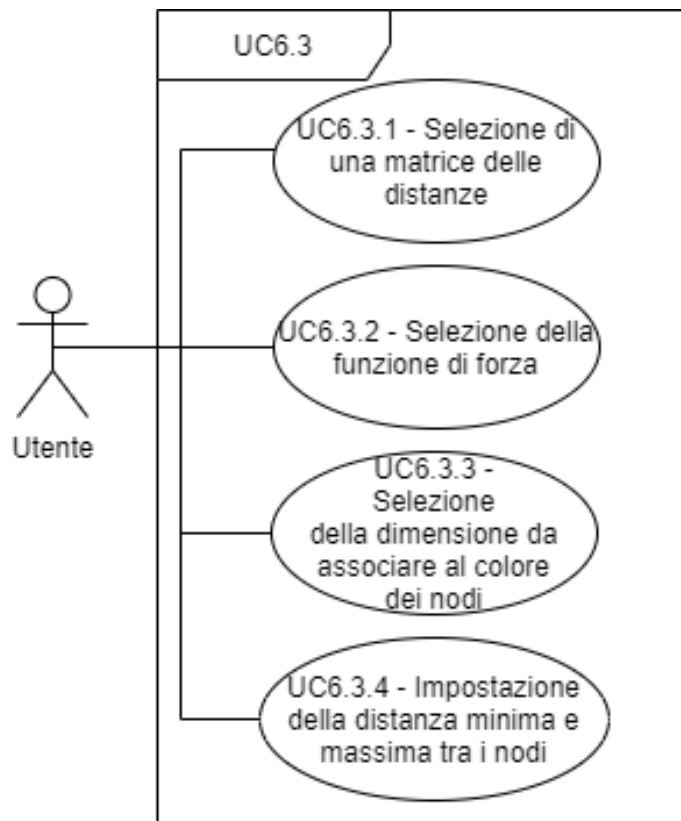 UC6.3
UC6.3.1 - Selezione di
una matrice delle
distanze
UC6.3.2 - Selezione della
funzione di forza
Utente
UC6.3.3 -
Selezione
della dimensione da
associare al colore
dei nodi
UC6.3.4 - Impostazione
della distanza minima e
massima tra i nodi